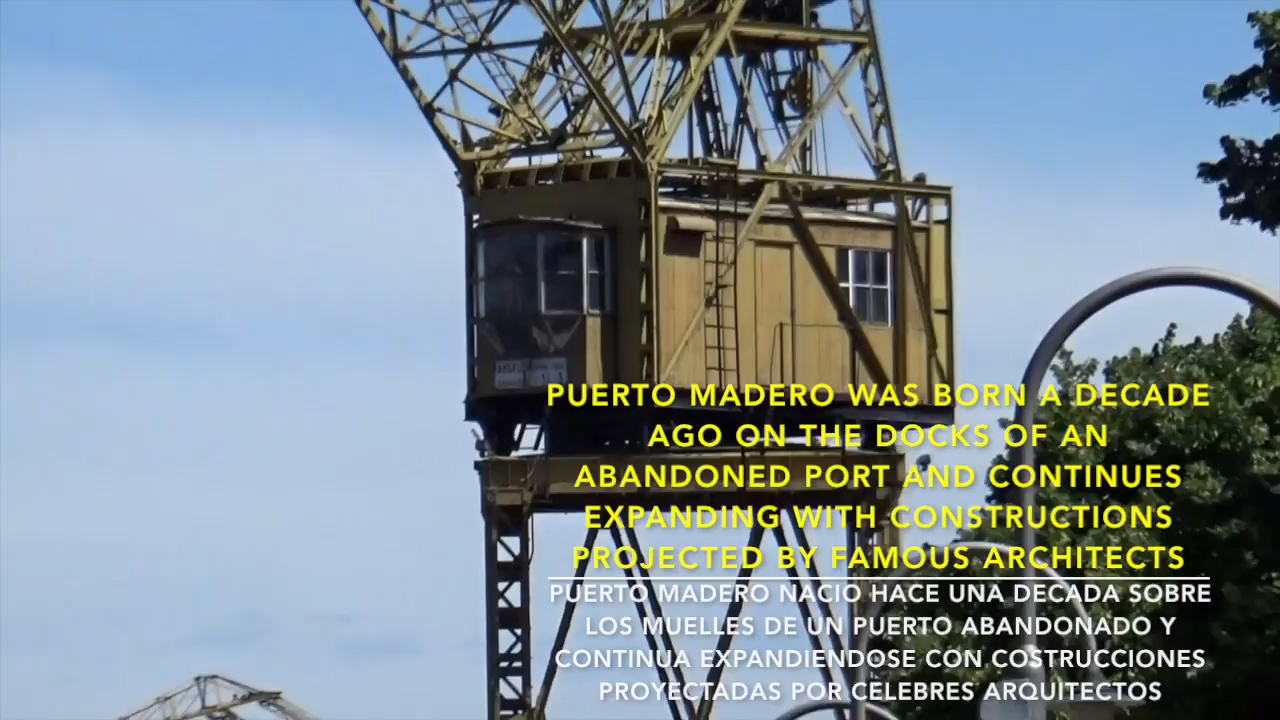 PUERTO MADERO WAS BORN A DECADE
AGO ON THE DOCKS OF AN
ABANDONED PORT AND CONTINUES
EXPANDING WITH CONSTRUCTIONS
PROJECTED BY FAMOUS ARCHITECTS
PUERTO MADERO NACIO HACE UNA DECADA SOBRE
LOS MUELLES DE UN PUERTO ABANDONADO Y
CONTINUA EXPANDIENDOSE CON COSTRUCCIONES
PROYECTADAS POR CELEBRES ARQUITECTOS